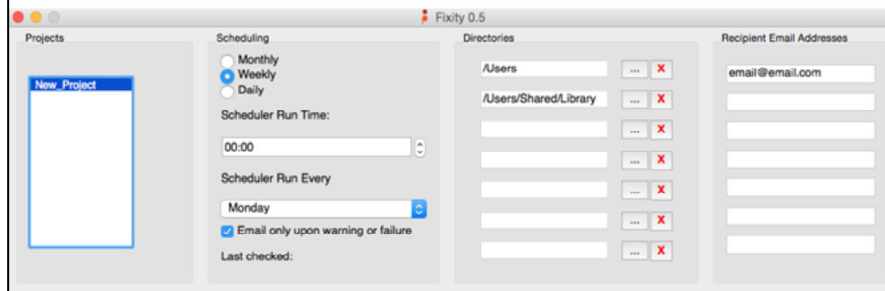 Fixity 0.5
Projects
New_Project
Scheduling
Monthly
Weekly
Daily
Scheduler Run Time:
00:00
Scheduler Run Every
Monday
Email only upon warning or failure
Last checked:
Directories
/Users
... X
/Users/Shared/Library
... X
... X
... X
... X
... X
... X
Recipient Email Addresses
email@email.com